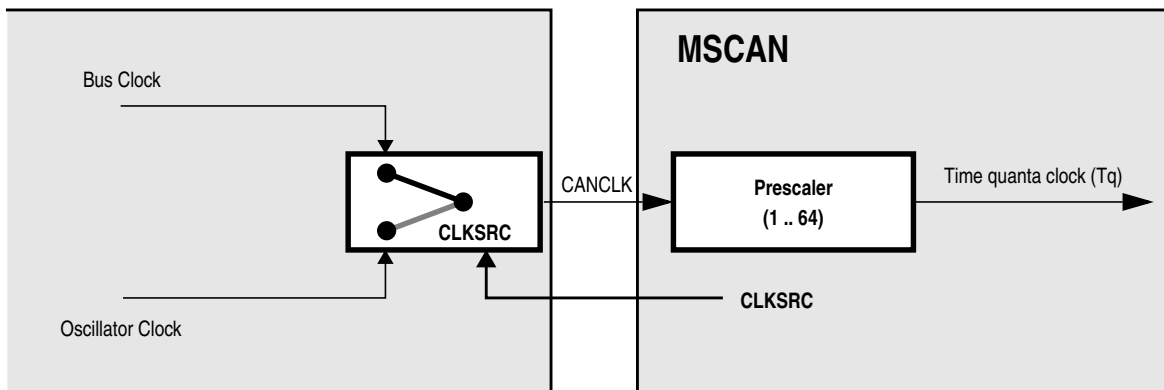 MSCAN
Bus Clock
CANCLK
Prescaler
(1 .. 64)
Time quanta clock (Tq)
CLKSRC
CLKSRC
Oscillator Clock